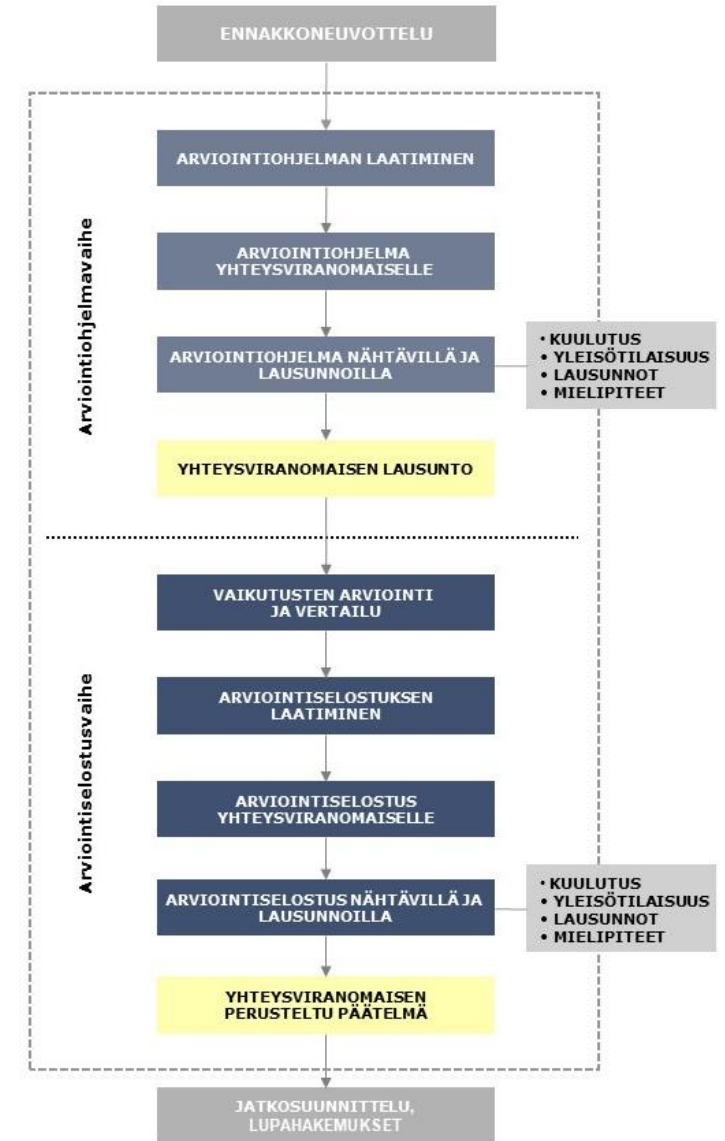 ENNAKKONEUVOTTELU
ARVIOINTIOHJELMAN LAATIMINEN
ARVIOINTIOHJELMA
YHTEYSVIRANOMAISELLE
ARVIOINTIOHJELMA NÄHTÄVILLÄ JA
LAUSUNNOILLA
• KUULUTUS
• YLEISÖTILAISUUS
• LAUSUNNOT
• MIELIPITEET
YHTEYSVIRANOMAISEN LAUSUNTO
Arviointiohjelmavaihe
VAIKUTUSTEN ARVIOINTI
JA VERTAILU
ARVIOINTISELOSTUKSEN
LAATIMINEN
ARVIOINTISELOSTUS
YHTEYSVIRANOMAISELLE
ARVIOINTISELOSTUS NÄHTÄVILLÄ JA
LAUSUNNOILLA
• KUULUTUS
• YLEISÖTILAISUUS
• LAUSUNNOT
• MIELIPITEET
YHTEYSVIRANOMAISEN
PERUSTELTU PÄÄTELMÄ
Arviointiselostusvaihe
JATKOSUUNNITTELU,
LUPAHAKEMUKSET